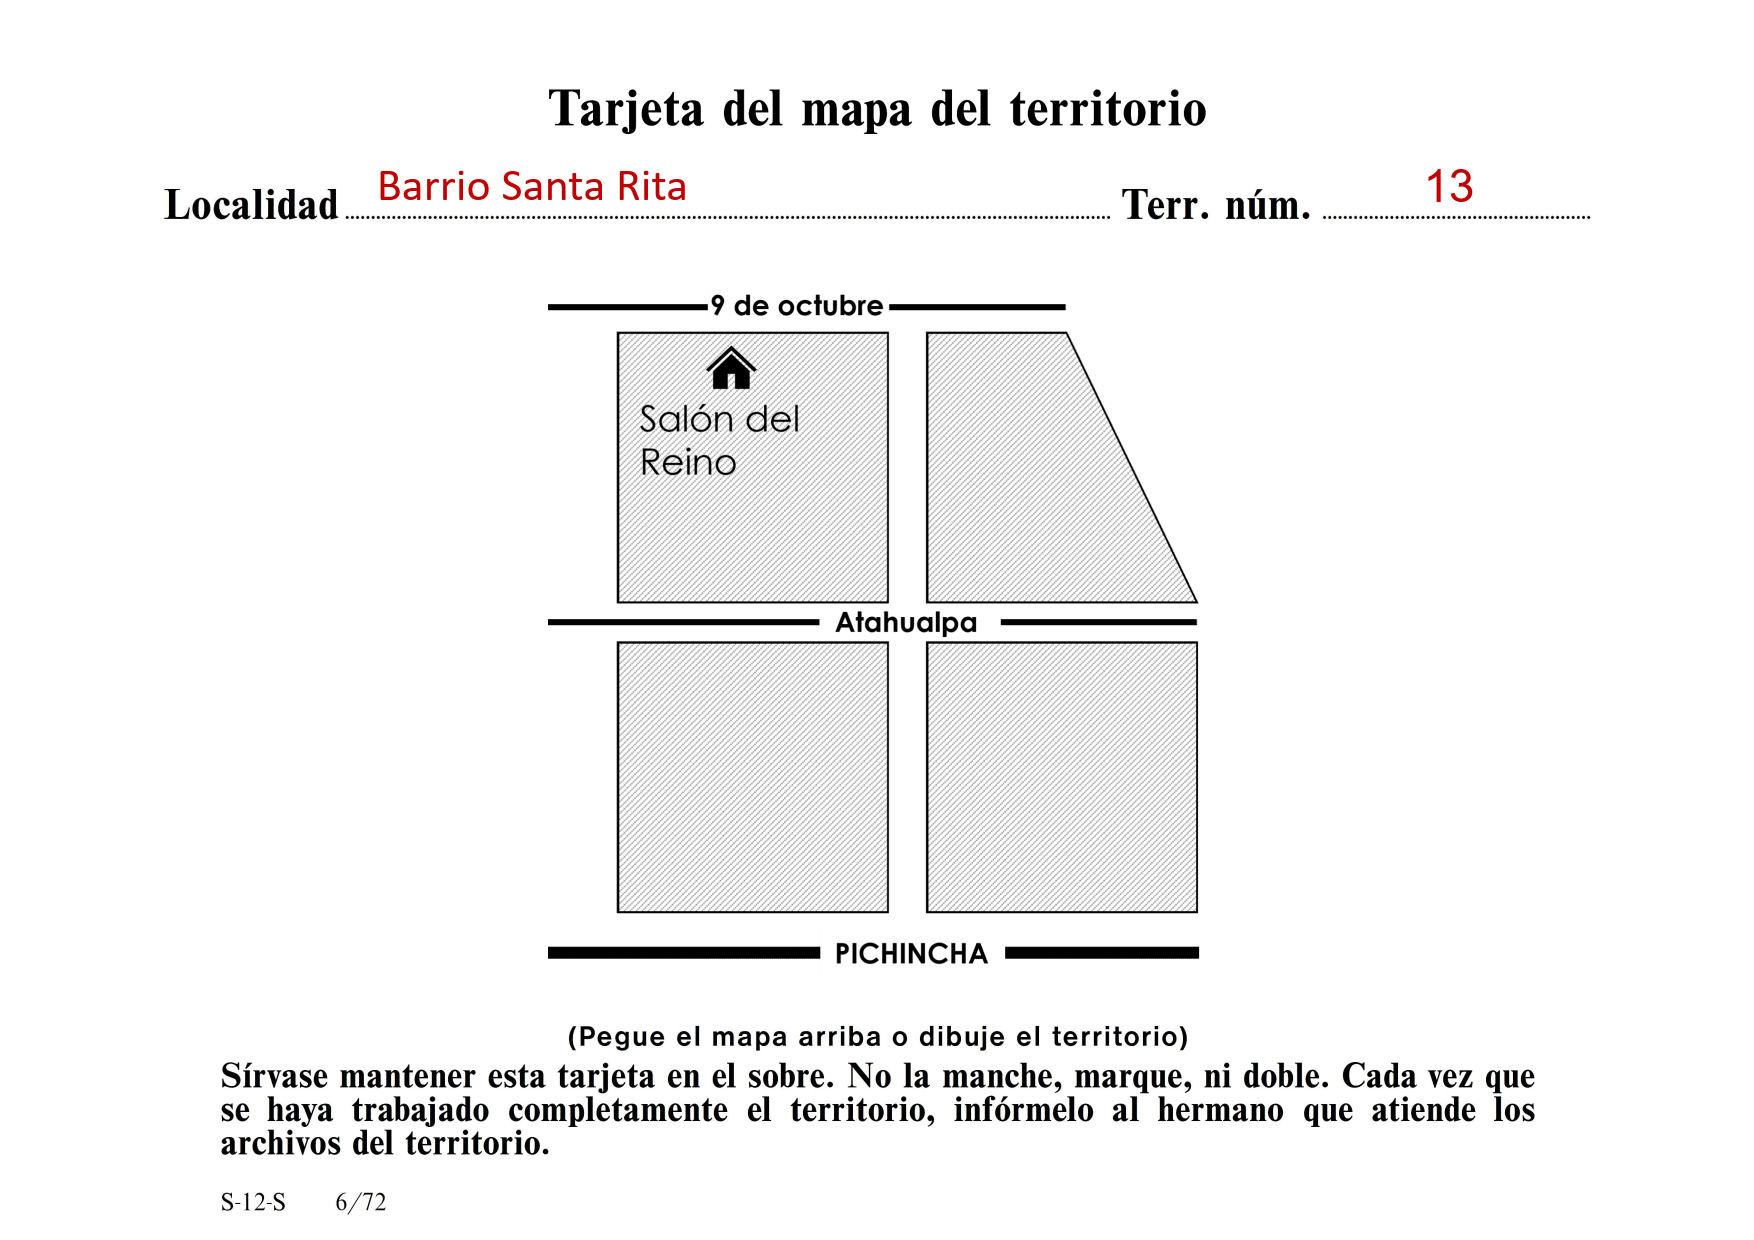 Tarjeta del mapa del territorio
Localidad Barrio Santa Rita Terr. núm. 13
9 de octubre
Salón del
Reino
Atahualpa
PICHINCHA
(Pegue el mapa arriba o dibuje el territorio)
Sírvase mantener esta tarjeta en el sobre. No la manche, marque, ni doble. Cada vez que
se haya trabajado completamente el territorio, infórmelo al hermano que atiende los
archivos del territorio.
S-12-S 6/72